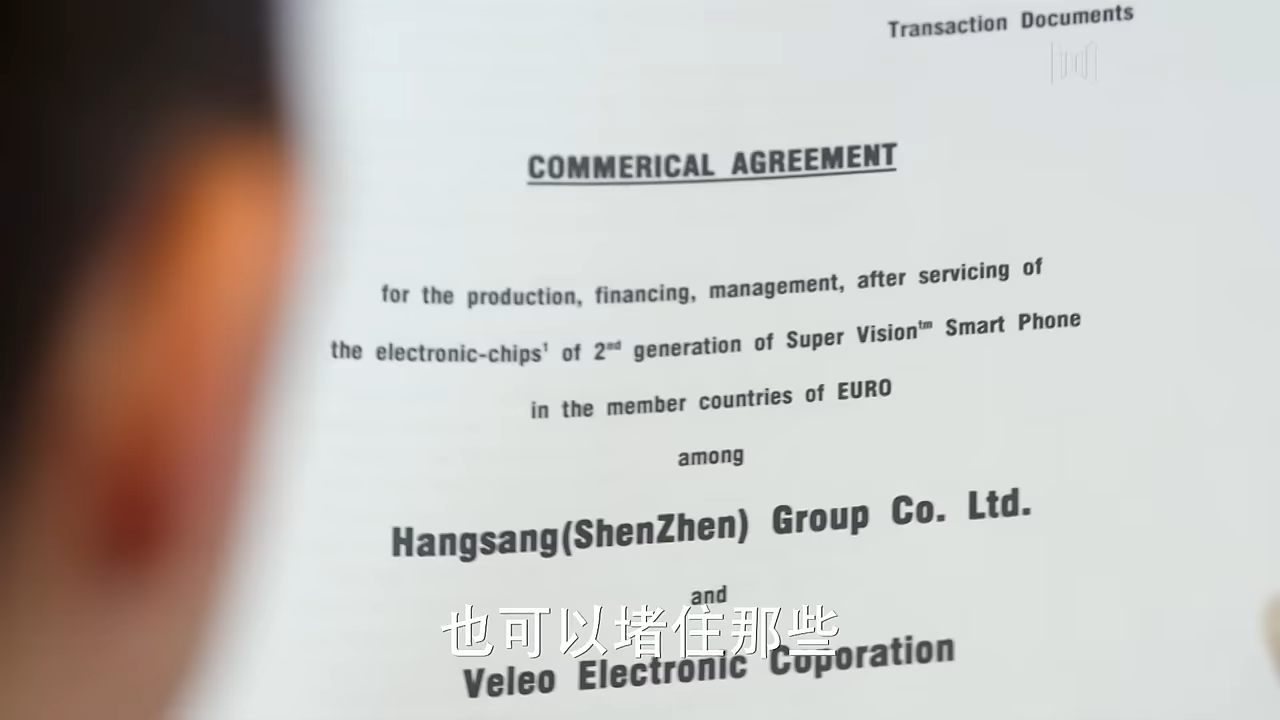 Transaction Documents
COMMERICAL AGREEMENT
for the production, financing, management, after servicing of
the electronic-chips¹ of 2ⁿᵈ generation of Super Vision™ Smart Phone
in the member countries of EURO
among
Hangsang(ShenZhen) Group Co. Ltd.
and
也可以堵住那些
Veleo Electronic Coporation